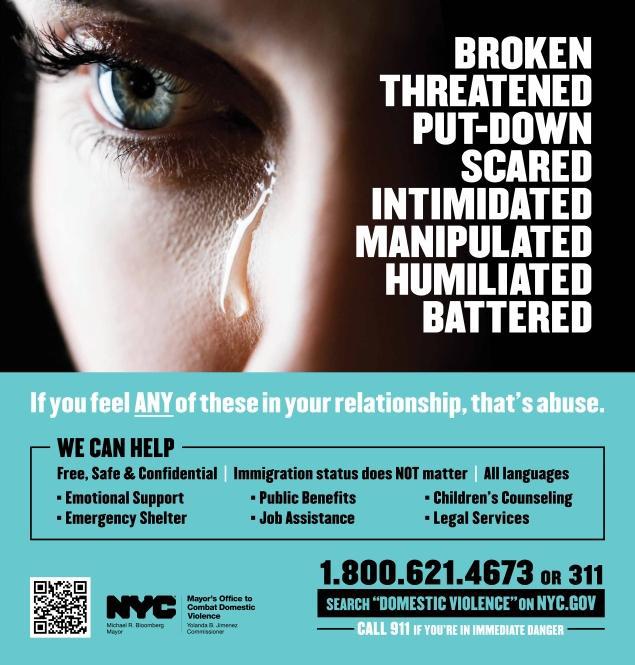 BROKEN
THREATENED
PUT-DOWN
SCARED
INTIMIDATED
MANIPULATED
HUMILIATED
BATTERED
If you feel ANY of these in your relationship, that's abuse.
WE CAN HELP
Free, Safe & Confidential | Immigration status does NOT matter | All languages
▪ Emotional Support
▪ Emergency Shelter
▪ Public Benefits
▪ Job Assistance
▪ Children's Counseling
▪ Legal Services
1.800.621.4673 OR 311
SEARCH "DOMESTIC VIOLENCE" ON NYC.GOV
CALL 911 IF YOU'RE IN IMMEDIATE DANGER
NYC
Michael R. Bloomberg
Mayor
Mayor's Office to
Combat Domestic
Violence
Yolanda B. Jimenez
Commissioner